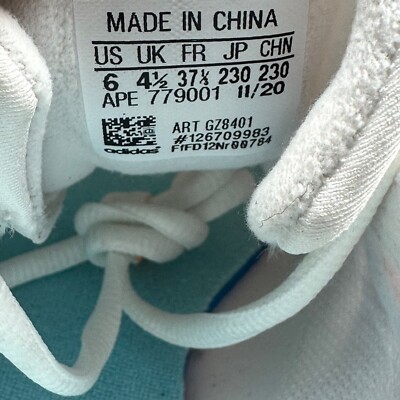 MADE IN CHINA
US UK FR JP CHN
6 4½ 37⅓ 230 230
APE 779001 11/20
ART GZ8401
#126709983
adidas FfFD12Nr00784